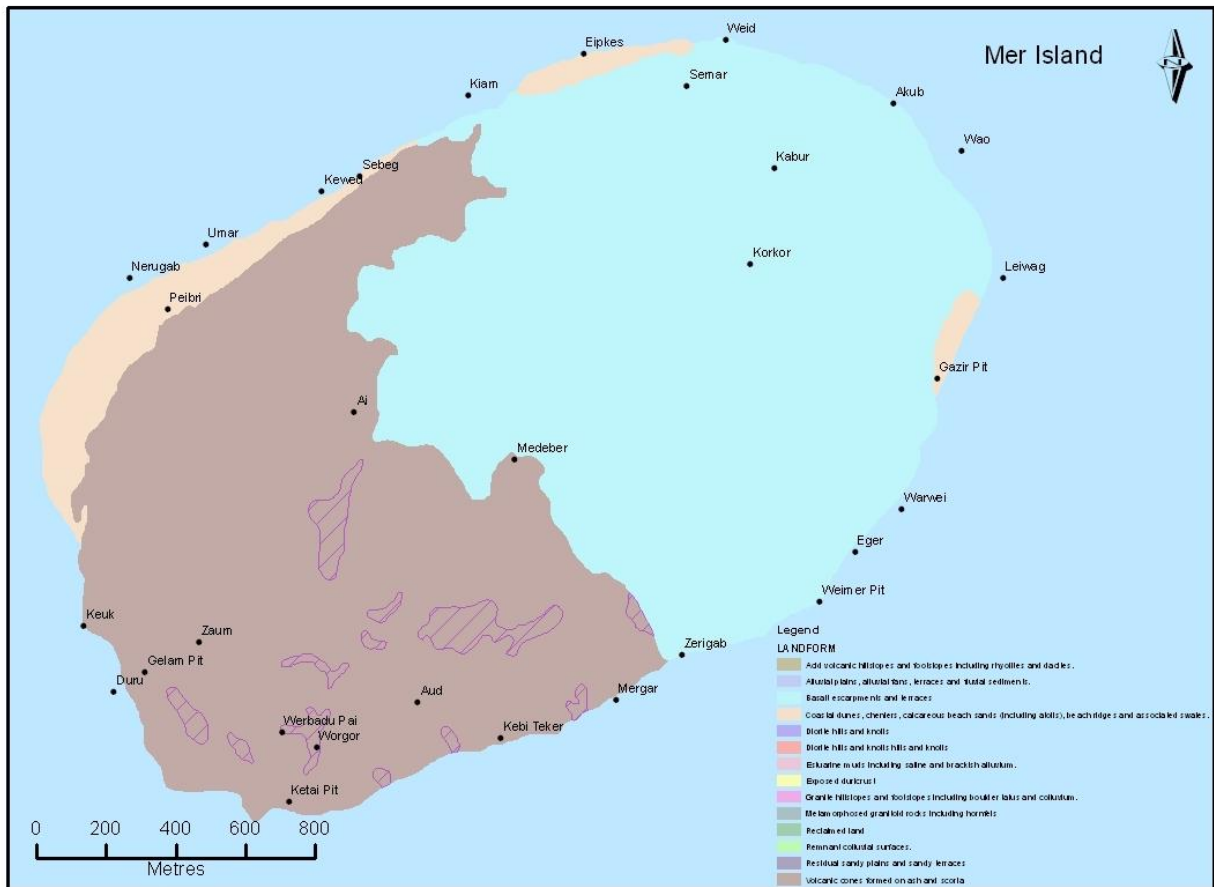 Weid
Eipkes
Mer Island
N
Semar
Kiam
Akub
Wao
Kabur
Sebeg
Kewed
Umar
Korkor
Nerugab
Leiwag
Peibri
Gazir Pit
Ai
Medeber
Warwei
Eger
Weimer Pit
Keuk
Zaum
Zerigab
Gelam Pit
Duru
Mergar
Aud
Werbadu Pai
Kebi Teker
Worgor
Ketai Pit
0 200 400 600 800
Metres
Legend
LANDFORM
Acid volcanic hillslopes and footslopes including rhyolites and dacites.
Alluvial plains, alluvial fans, terraces and fluvial sediments.
Basalt escarpments and terraces
Coastal dunes, cheniers, calcareous beach sands (including atolls), beach ridges and associated swales.
Diorite hills and knolls
Diorite hills and knolls hills and knolls
Estuarine muds including saline and brackish alluvium.
Exposed duricrust
Granite hillslopes and footslopes including boulder talus and colluvium.
Metamorphosed granitoid rocks including hornfels
Reclaimed land
Remnant colluvial surfaces.
Residual sandy plains and sandy terraces
Volcanic cones formed on ash and scoria